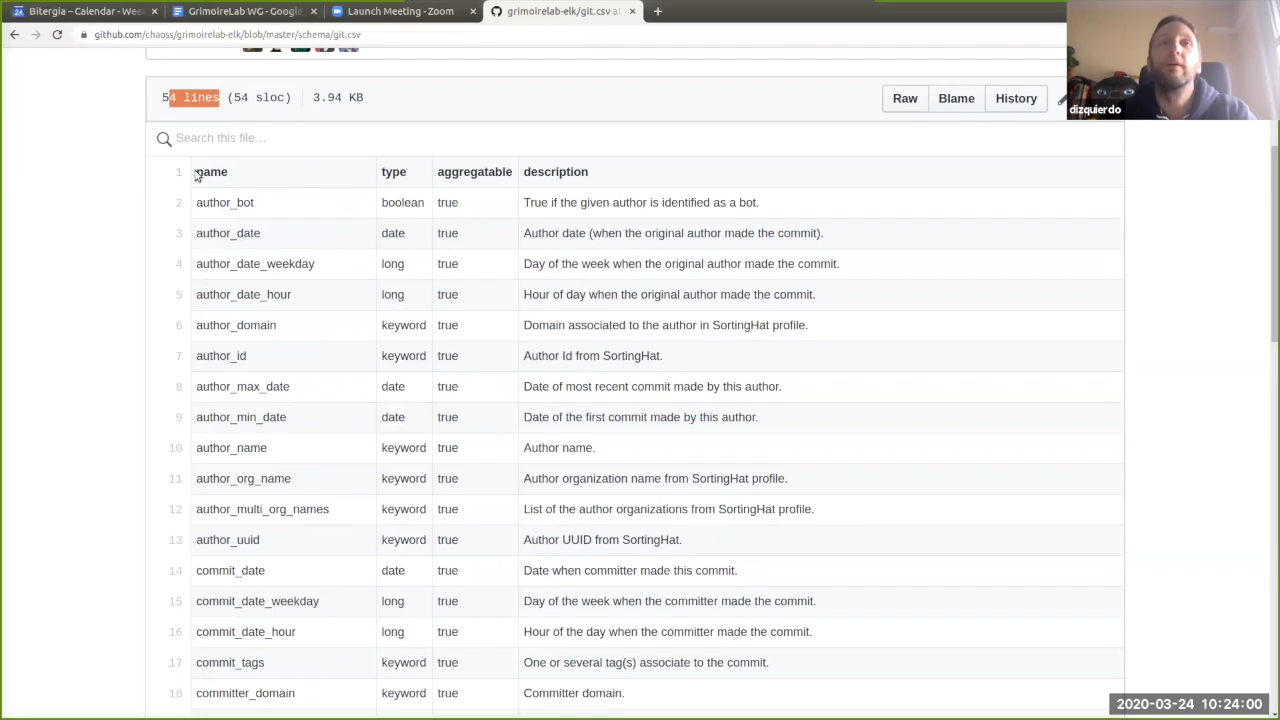 Bitergia – Calendar - Wee
GrimoireLab WG - Google
Launch Meeting - Zoom
grimoirelab-elk/git.csv at
github.com/chaoss/grimoirelab-elk/blob/master/schema/git.csv
54 lines (54 sloc) 3.94 KB
Raw Blame History
dizquierdo
Search this file…
1 name type aggregatable description
2 author_bot boolean true True if the given author is identified as a bot.
3 author_date date true Author date (when the original author made the commit).
4 author_date_weekday long true Day of the week when the original author made the commit.
5 author_date_hour long true Hour of day when the original author made the commit.
6 author_domain keyword true Domain associated to the author in SortingHat profile.
7 author_id keyword true Author Id from SortingHat.
8 author_max_date date true Date of most recent commit made by this author.
9 author_min_date date true Date of the first commit made by this author.
10 author_name keyword true Author name.
11 author_org_name keyword true Author organization name from SortingHat profile.
12 author_multi_org_names keyword true List of the author organizations from SortingHat profile.
13 author_uuid keyword true Author UUID from SortingHat.
14 commit_date date true Date when committer made this commit.
15 commit_date_weekday long true Day of the week when the committer made the commit.
16 commit_date_hour long true Hour of the day when the committer made the commit.
17 commit_tags keyword true One or several tag(s) associate to the commit.
18 committer_domain keyword true Committer domain.
2020-03-24 10:24:00